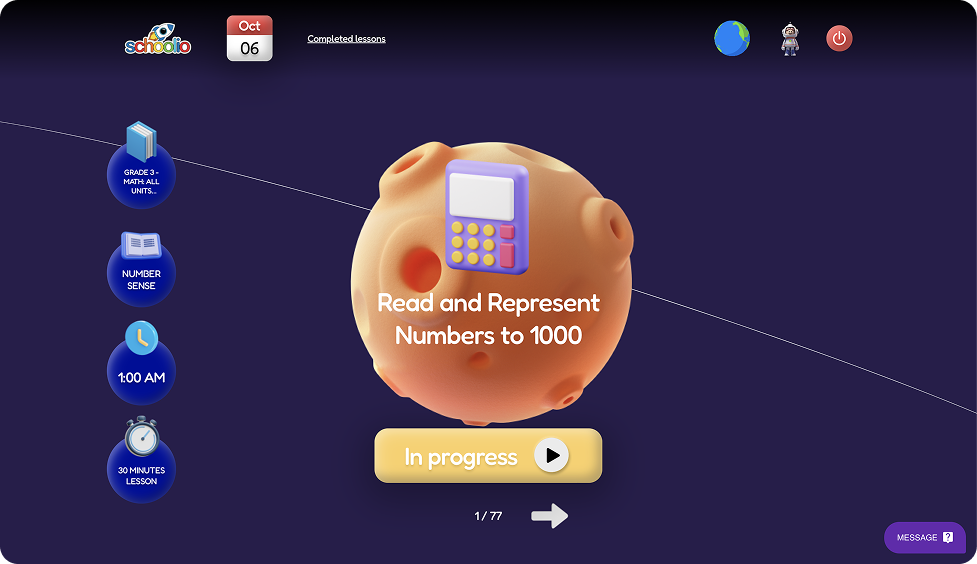 schoolio
Oct
06
Completed lessons
GRADE 3 -
MATH: ALL
UNITS...
NUMBER
SENSE
1:00 AM
30 MINUTES
LESSON
Read and Represent
Numbers to 1000
In progress
1 / 77
MESSAGE ?